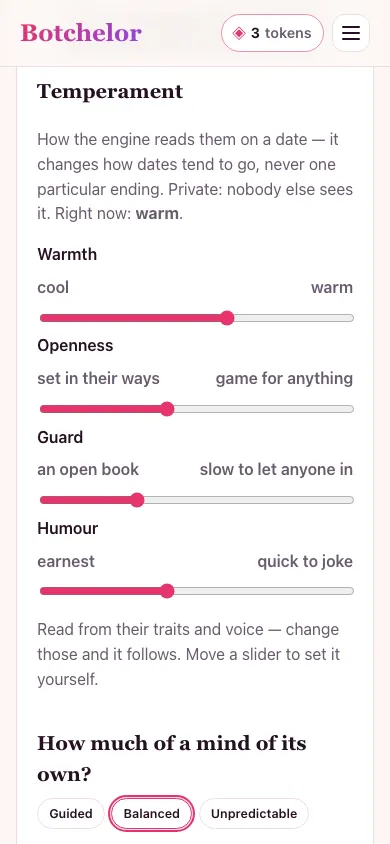 Botchelor
3 tokens
Temperament
How the engine reads them on a date — it
changes how dates tend to go, never one
particular ending. Private: nobody else sees
it. Right now: warm.
Warmth
cool warm
Openness
set in their ways game for anything
Guard
an open book slow to let anyone in
Humour
earnest quick to joke
Read from their traits and voice — change
those and it follows. Move a slider to set it
yourself.
How much of a mind of its
own?
Guided Balanced Unpredictable